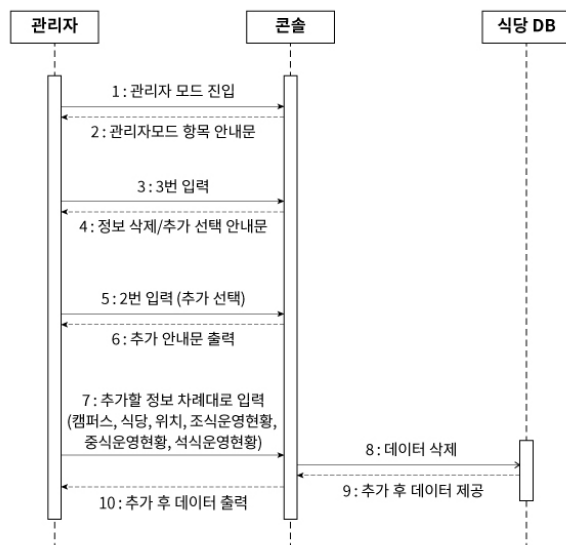 관리자
콘솔
식당 DB
1 : 관리자 모드 진입
2 : 관리자모드 항목 안내문
3 : 3번 입력
4 : 정보 삭제/추가 선택 안내문
5 : 2번 입력 (추가 선택)
6 : 추가 안내문 출력
7 : 추가할 정보 차례대로 입력
(캠퍼스, 식당, 위치, 조식운영현황,
중식운영현황, 석식운영현황)
8 : 데이터 삭제
9 : 추가 후 데이터 제공
10 : 추가 후 데이터 출력